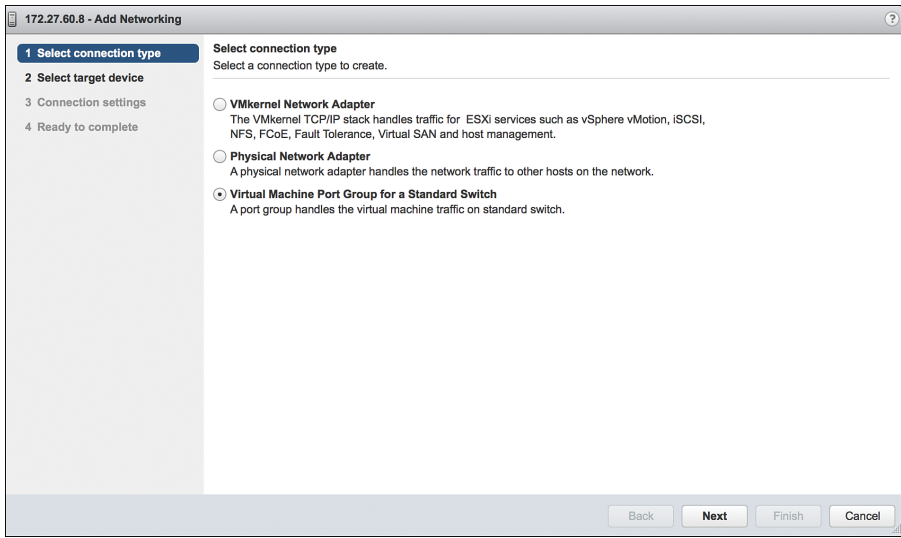 172.27.60.8 - Add Networking
?
1 Select connection type
2 Select target device
3 Connection settings
4 Ready to complete
Select connection type
Select a connection type to create.
VMkernel Network Adapter
The VMkernel TCP/IP stack handles traffic for ESXi services such as vSphere vMotion, iSCSI,
NFS, FCoE, Fault Tolerance, Virtual SAN and host management.
Physical Network Adapter
A physical network adapter handles the network traffic to other hosts on the network.
Virtual Machine Port Group for a Standard Switch
A port group handles the virtual machine traffic on standard switch.
Back
Next
Finish
Cancel